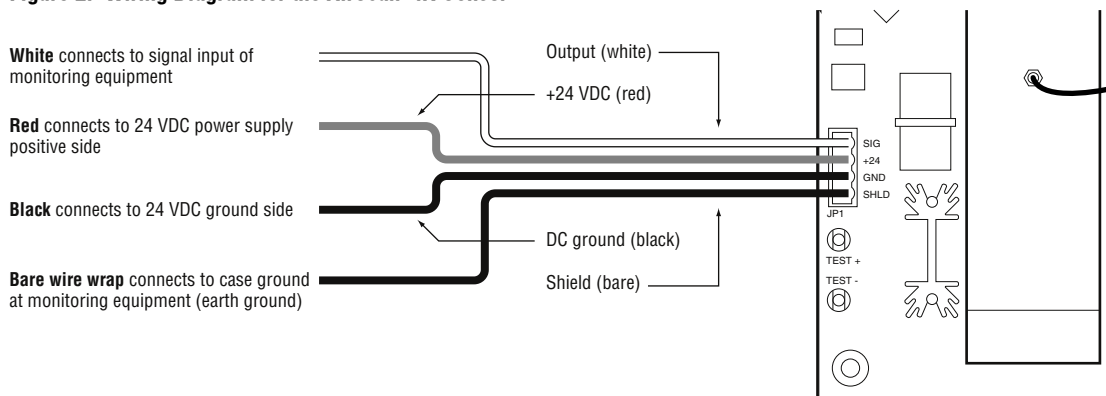 White connects to signal input of
monitoring equipment
Red connects to 24 VDC power supply
positive side
Black connects to 24 VDC ground side
Bare wire wrap connects to case ground
at monitoring equipment (earth ground)
Output (white)
+24 VDC (red)
DC ground (black)
Shield (bare)
SIG
+24
GND
SHLD
JP1
TEST +
TEST -